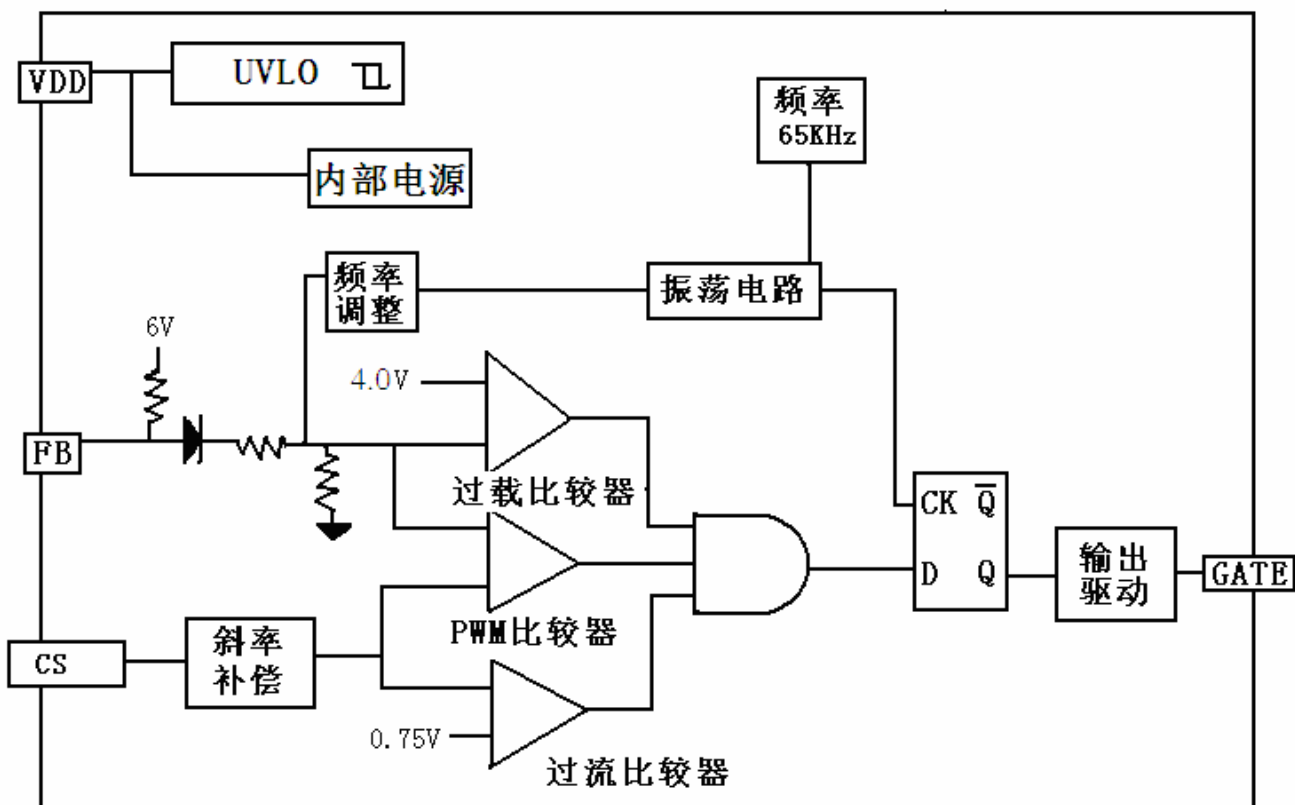 VDD
UVLO
内部电源
频率
65KHz
频率
调整
振荡电路
6V
4.0V
FB
过载比较器
CK Q̅
D Q
输出
驱动
GATE
PWM比较器
CS
斜率
补偿
0.75V
过流比较器